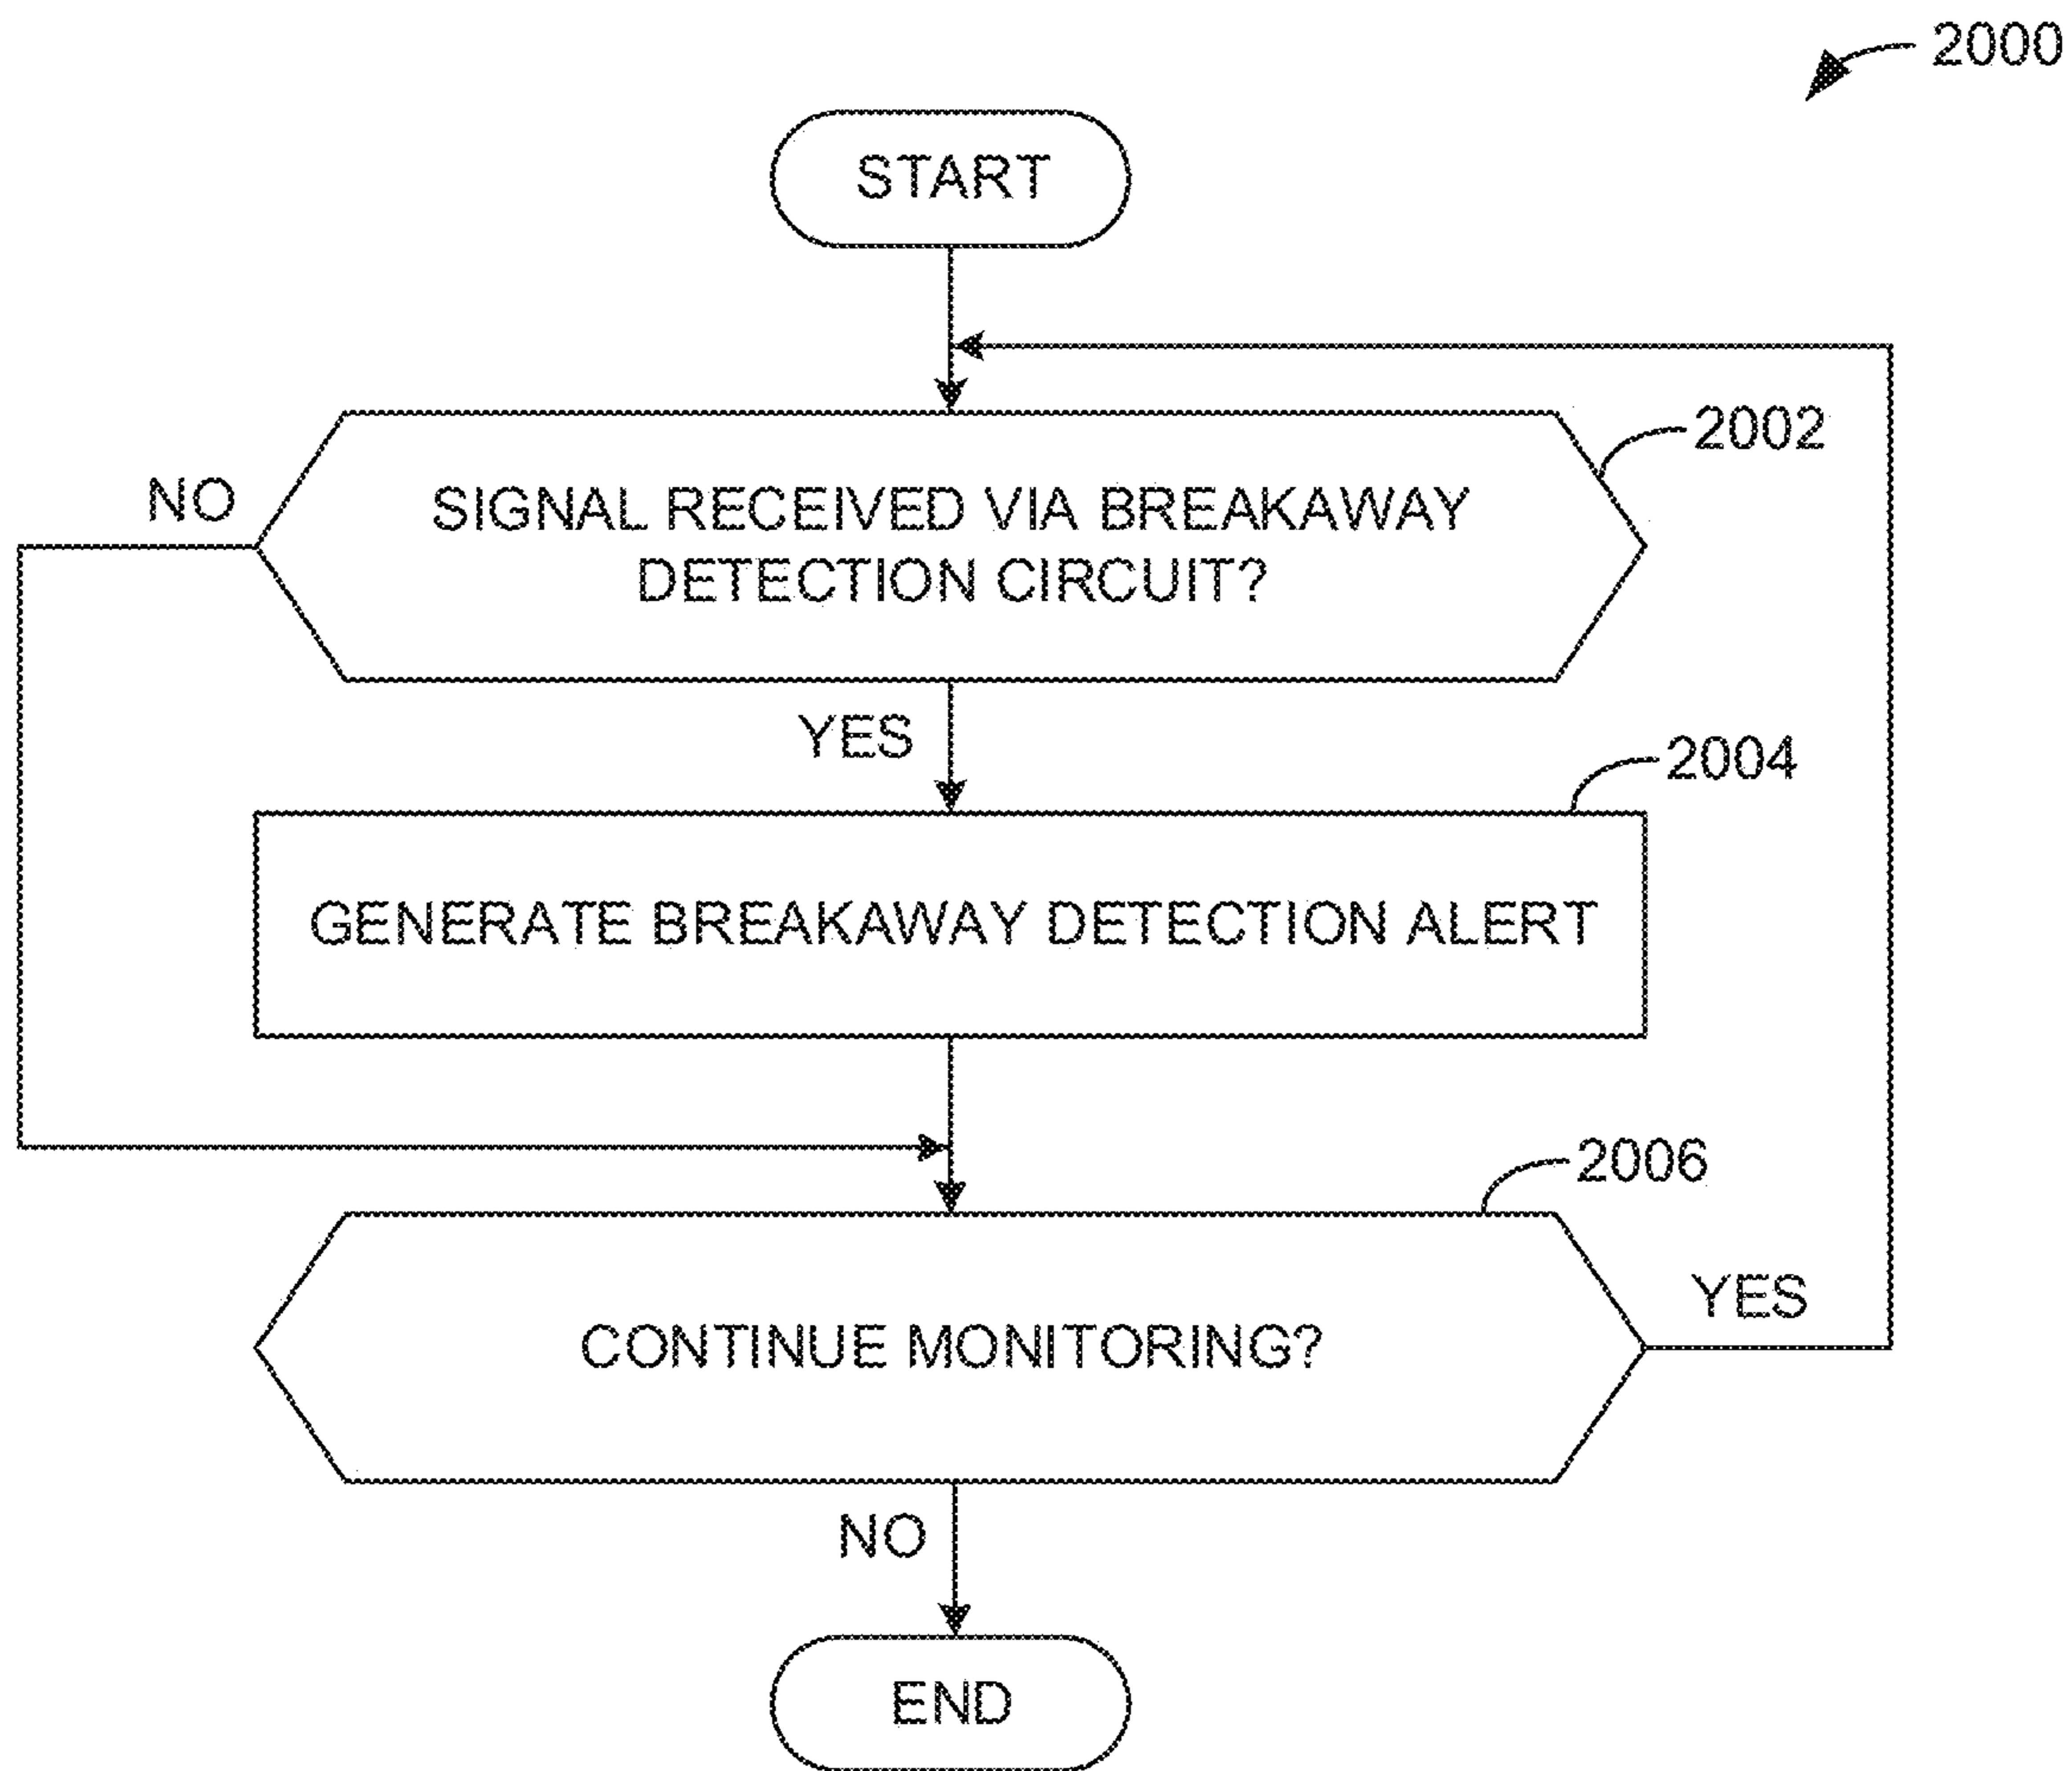 2000
START
2002
NO
SIGNAL RECEIVED VIA BREAKAWAY
DETECTION CIRCUIT?
YES
2004
GENERATE BREAKAWAY DETECTION ALERT
2006
YES
CONTINUE MONITORING?
NO
END